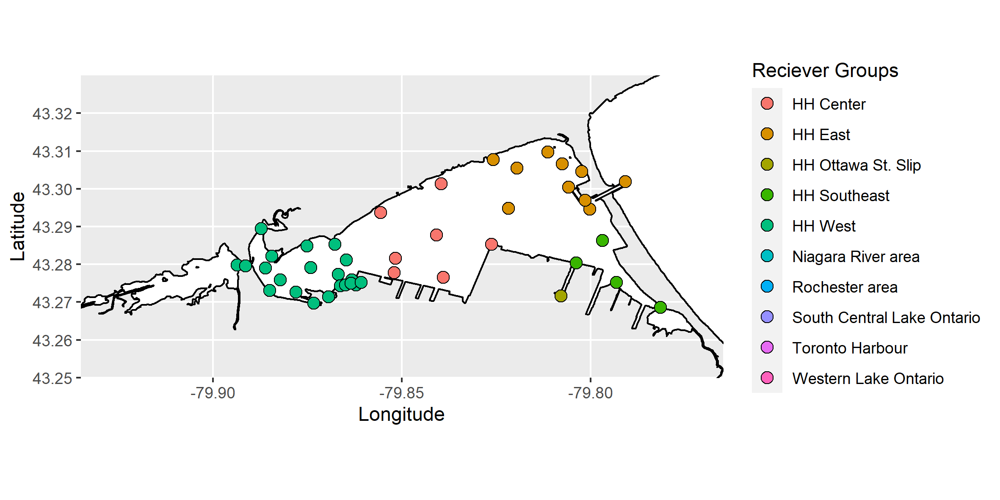 Reciever Groups
HH Center
HH East
HH Ottawa St. Slip
HH Southeast
HH West
Niagara River area
Rochester area
South Central Lake Ontario
Toronto Harbour
Western Lake Ontario
Latitude
43.32
43.31
43.30
43.29
43.28
43.27
43.26
43.25
-79.90
-79.85
-79.80
Longitude